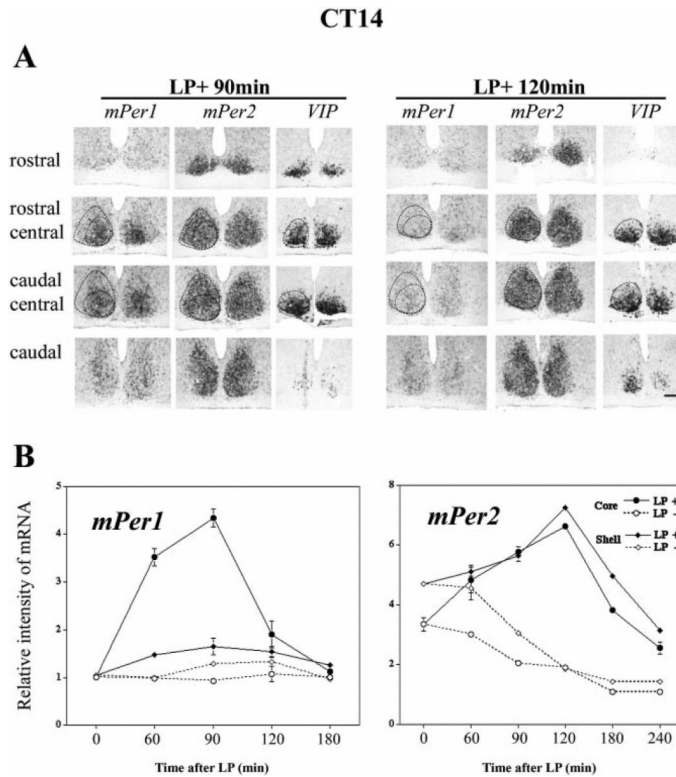 CT14
A
LP+ 90min
LP+ 120min
mPer1 mPer2 VIP
mPer1 mPer2 VIP
rostral
rostral
central
caudal
central
caudal
B
mPer1
mPer2
Core LP +
LP -
Shell LP +
LP -
Relative intensity of mRNA
5
4
3
2
1
0
0 60 90 120 180
Time after LP (min)
8
6
4
2
0
0 60 90 120 180 240
Time after LP (min)